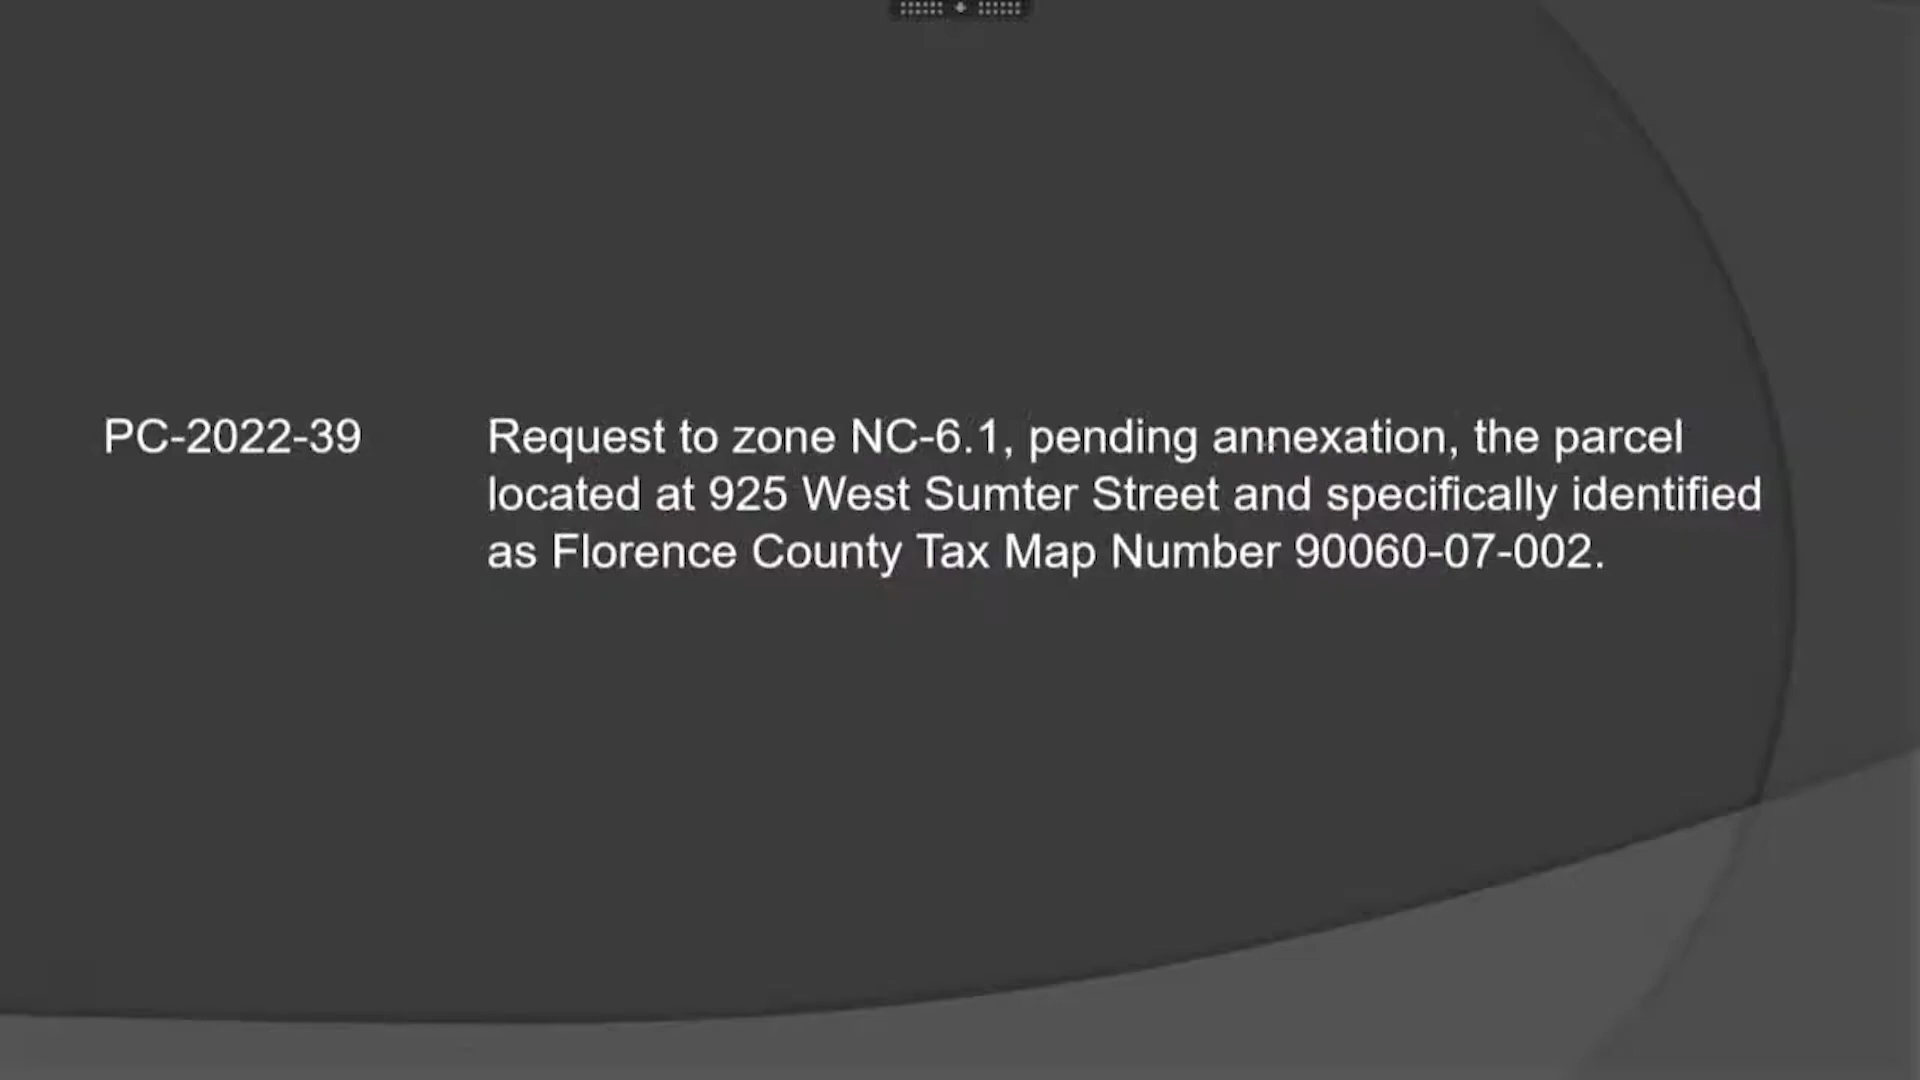 PC-2022-39 Request to zone NC-6.1, pending annexation, the parcel
located at 925 West Sumter Street and specifically identified
as Florence County Tax Map Number 90060-07-002.